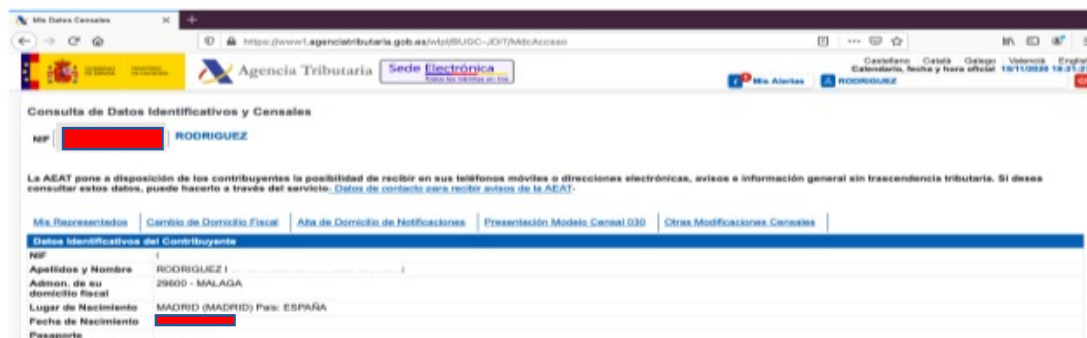 Mis Datos Censales
https://www1.agenciatributaria.gob.es/wlpl/BUGC-JDIT/MdcAcceso
Agencia Tributaria
Sede Electrónica
Todos los trámites on line
Castellano Català Galego Valencià English
Calendario, fecha y hora oficial
Mis Alertas
RODRIGUEZ
Consulta de Datos Identificativos y Censales
NIF RODRIGUEZ
La AEAT pone a disposición de los contribuyentes la posibilidad de recibir en sus teléfonos móviles o direcciones electrónicas, avisos e información general sin trascendencia tributaria. Si desea
consultar estos datos, puede hacerlo a través del servicio: Datos de contacto para recibir avisos de la AEAT.
Mis Representados Cambio de Domicilio Fiscal Alta de Domicilio de Notificaciones Presentación Modelo Censal 030 Otras Modificaciones Censales
Datos Identificativos del Contribuyente
NIF
Apellidos y Nombre RODRIGUEZ
Admon. de su
domicilio fiscal 29600 - MALAGA
Lugar de Nacimiento MADRID (MADRID) País: ESPAÑA
Fecha de Nacimiento
Pasaporte